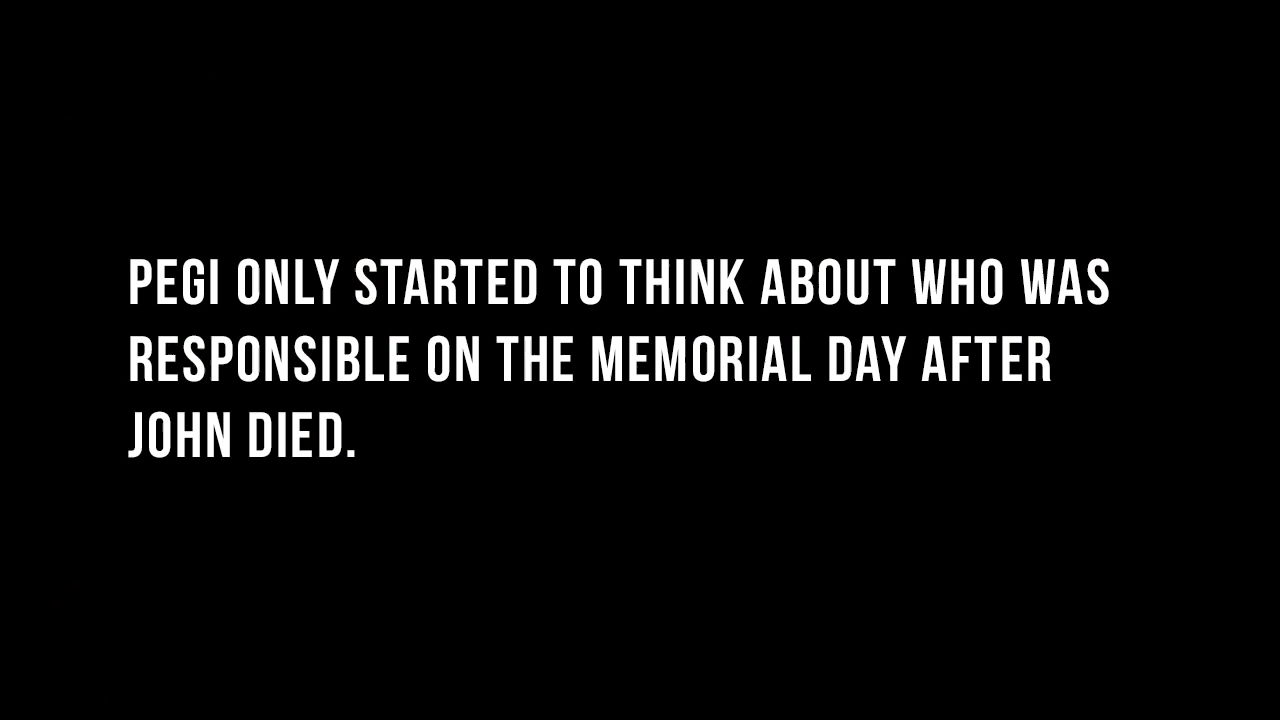 PEGI ONLY STARTED TO THINK ABOUT WHO WAS
RESPONSIBLE ON THE MEMORIAL DAY AFTER
JOHN DIED.